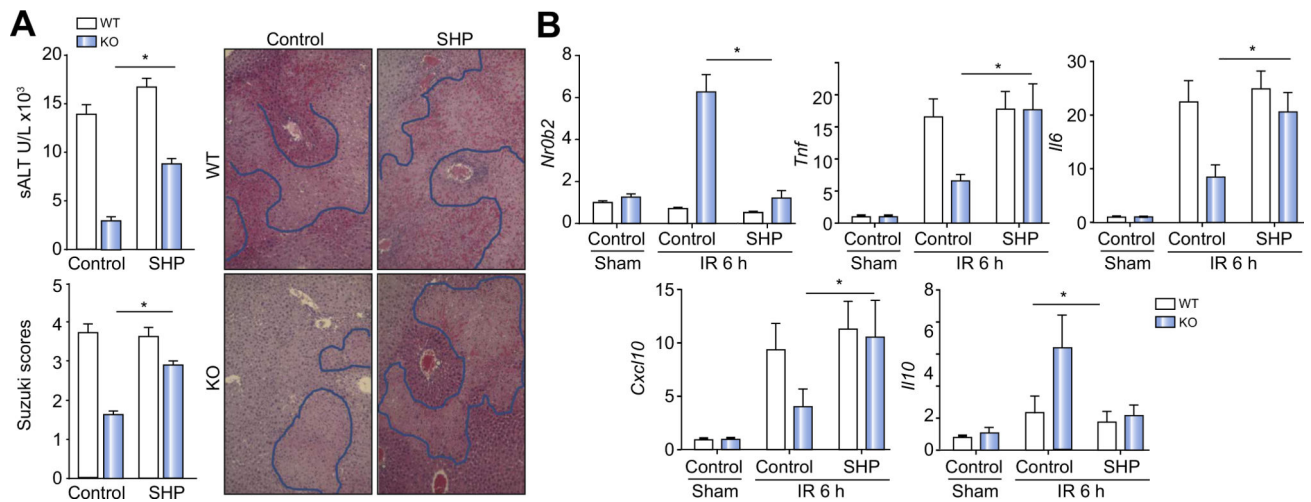 A
WT
KO
sALT U/L x10³
20
15
10
5
0
*
Control SHP
Suzuki scores
5
4
3
2
1
0
*
Control SHP
Control SHP
WT
KO
B
Nr0b2
8
6
4
2
0
*
Control Control SHP
Sham IR 6 h
Tnf
20
15
10
5
0
*
Control Control SHP
Sham IR 6 h
Il6
30
20
10
0
*
Control Control SHP
Sham IR 6 h
Cxcl10
15
10
5
0
*
Control Control SHP
Sham IR 6 h
Il10
8
6
4
2
0
*
WT
KO
Control Control SHP
Sham IR 6 h